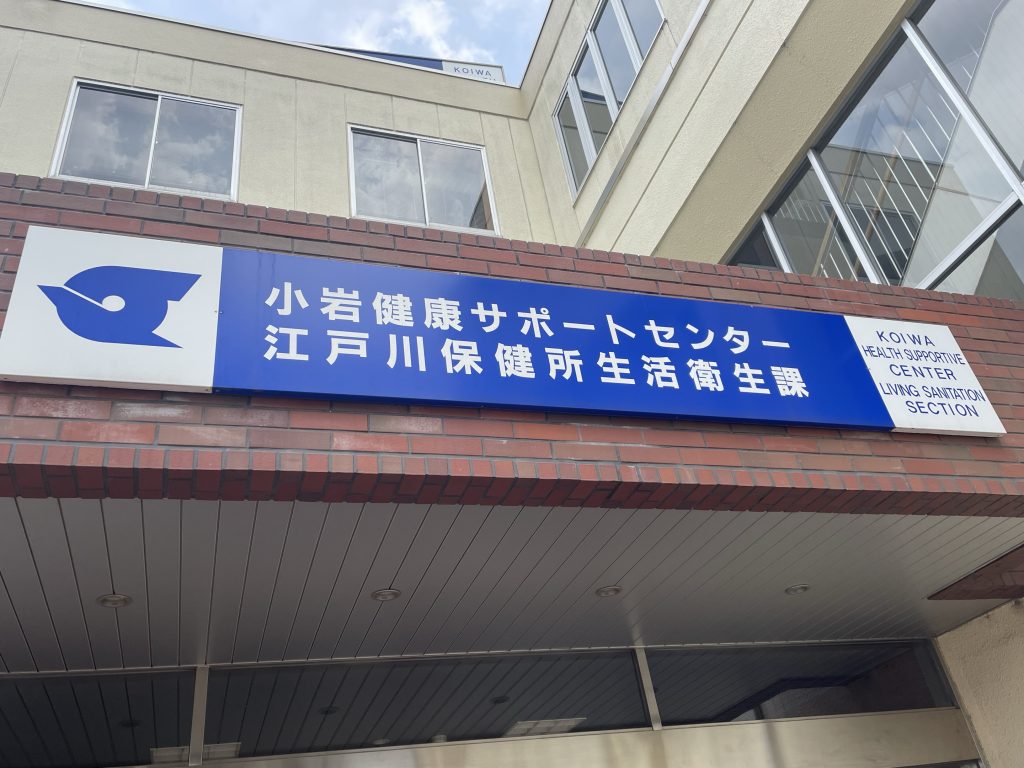 KOIWA
小岩健康サポートセンター
江戸川保健所生活衛生課
KOIWA
HEALTH SUPPORTIVE
CENTER
LIVING SANITATION
SECTION